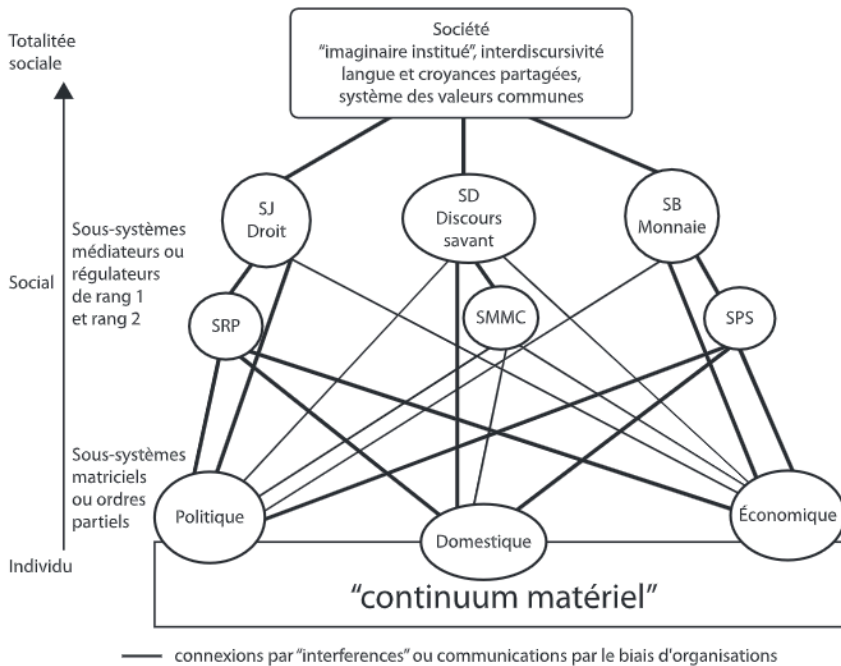 Totalitée
sociale
Société
“imaginaire institué”, interdiscursivité
langue et croyances partagées,
système des valeurs communes
SJ
Droit
SD
Discours
savant
SB
Monnaie
Sous-systèmes
médiateurs ou
régulateurs
de rang 1
et rang 2
Social
SRP
SMMC
SPS
Sous-systèmes
matriciels
ou ordres
partiels
Politique
Domestique
Économique
Individu
“continuum matériel”
connexions par “interferences” ou communications par le biais d'organisations